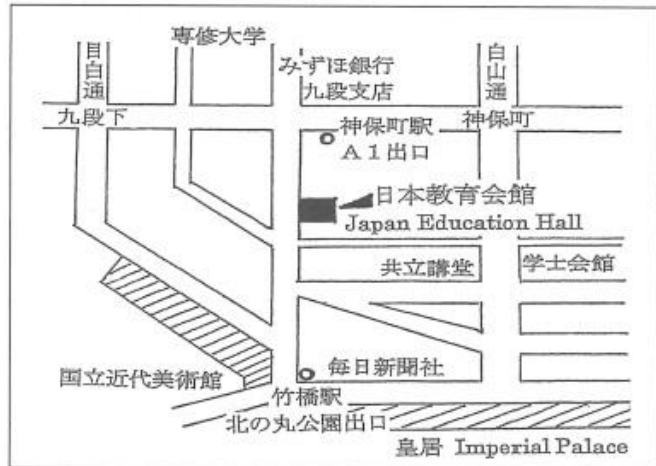 専修大学
目白通
みずほ銀行
九段支店
白山通
九段下
神保町駅
A1出口
神保町
日本教育会館
Japan Education Hall
共立講堂
学士会館
国立近代美術館
毎日新聞社
竹橋駅
北の丸公園出口
皇居 Imperial Palace